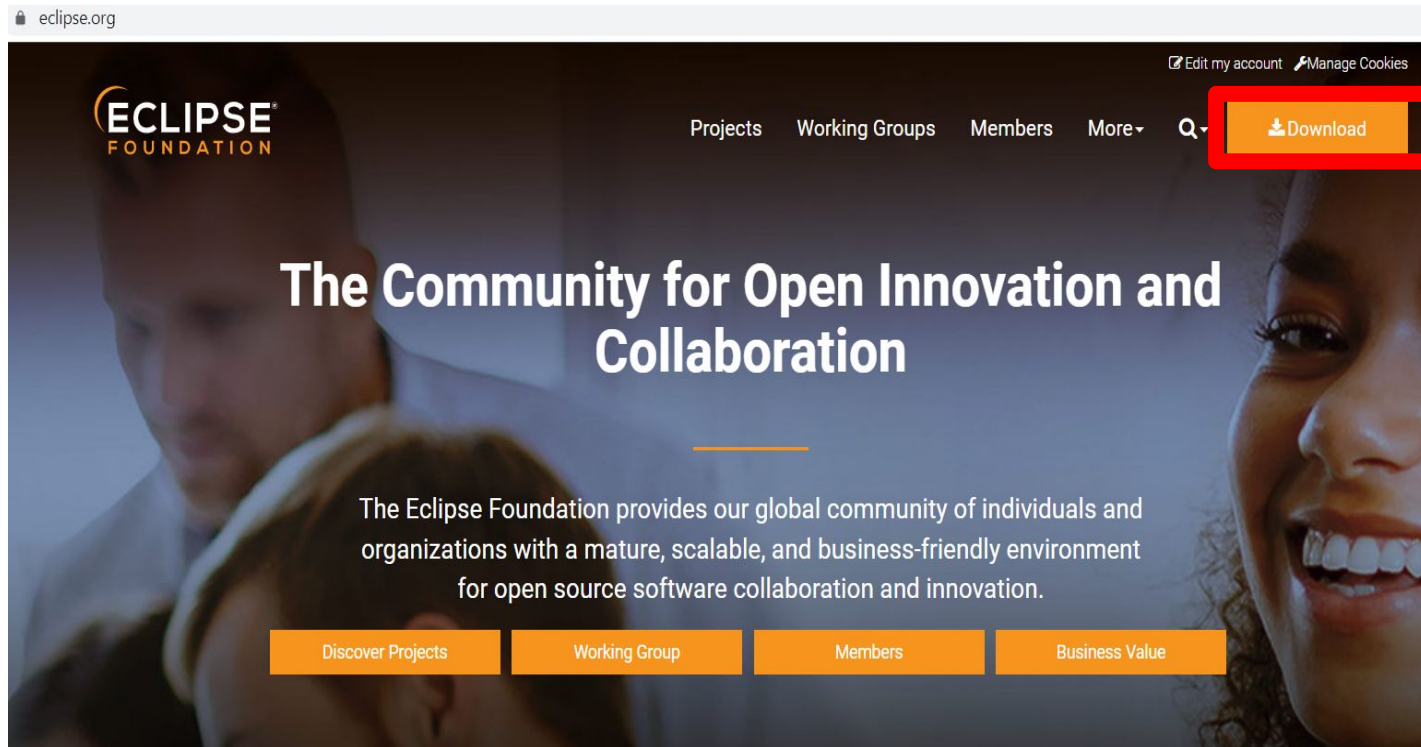 eclipse.org
Edit my account Manage Cookies
ECLIPSE®
FOUNDATION
Projects Working Groups Members More Download
The Community for Open Innovation and
Collaboration
The Eclipse Foundation provides our global community of individuals and
organizations with a mature, scalable, and business-friendly environment
for open source software collaboration and innovation.
Discover Projects Working Group Members Business Value